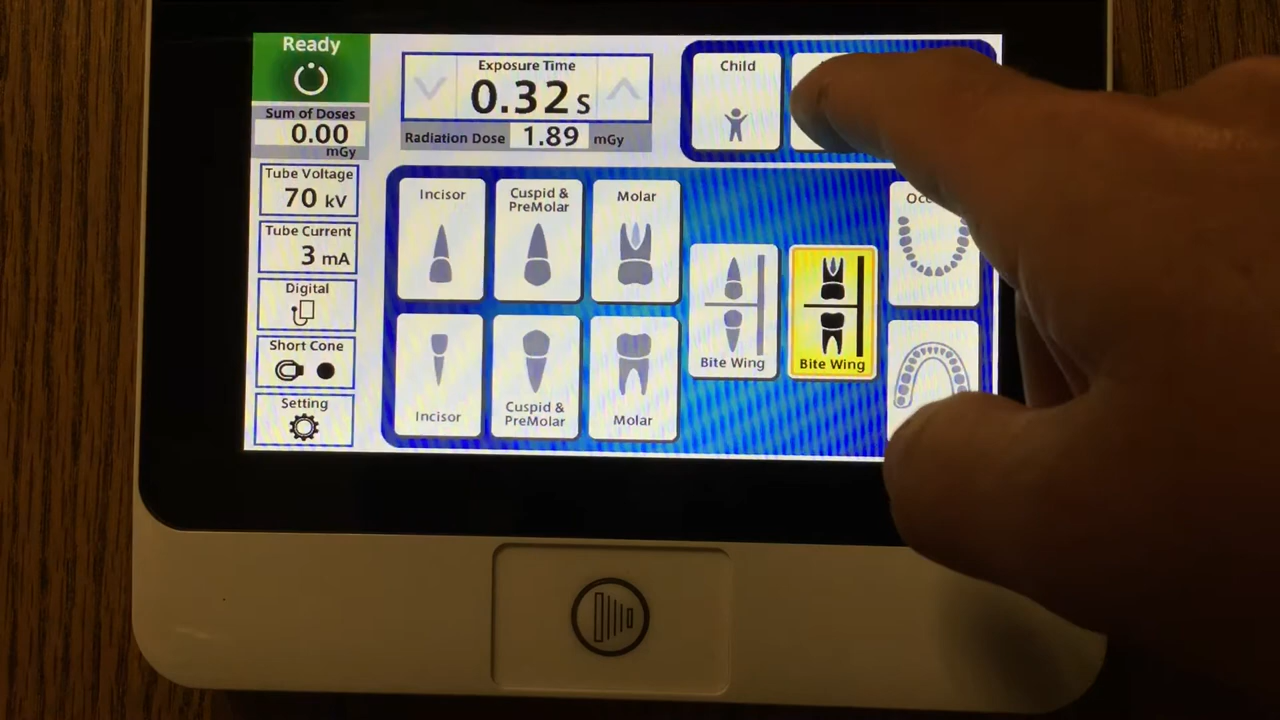 Ready
Sum of Doses
0.00
mGy
Tube Voltage
70 kV
Tube Current
3 mA
Digital
Short Cone
Setting
Exposure Time
0.32 s
Radiation Dose 1.89 mGy
Child
Incisor
Cuspid &
PreMolar
Molar
Bite Wing
Bite Wing
Incisor
Cuspid &
PreMolar
Molar